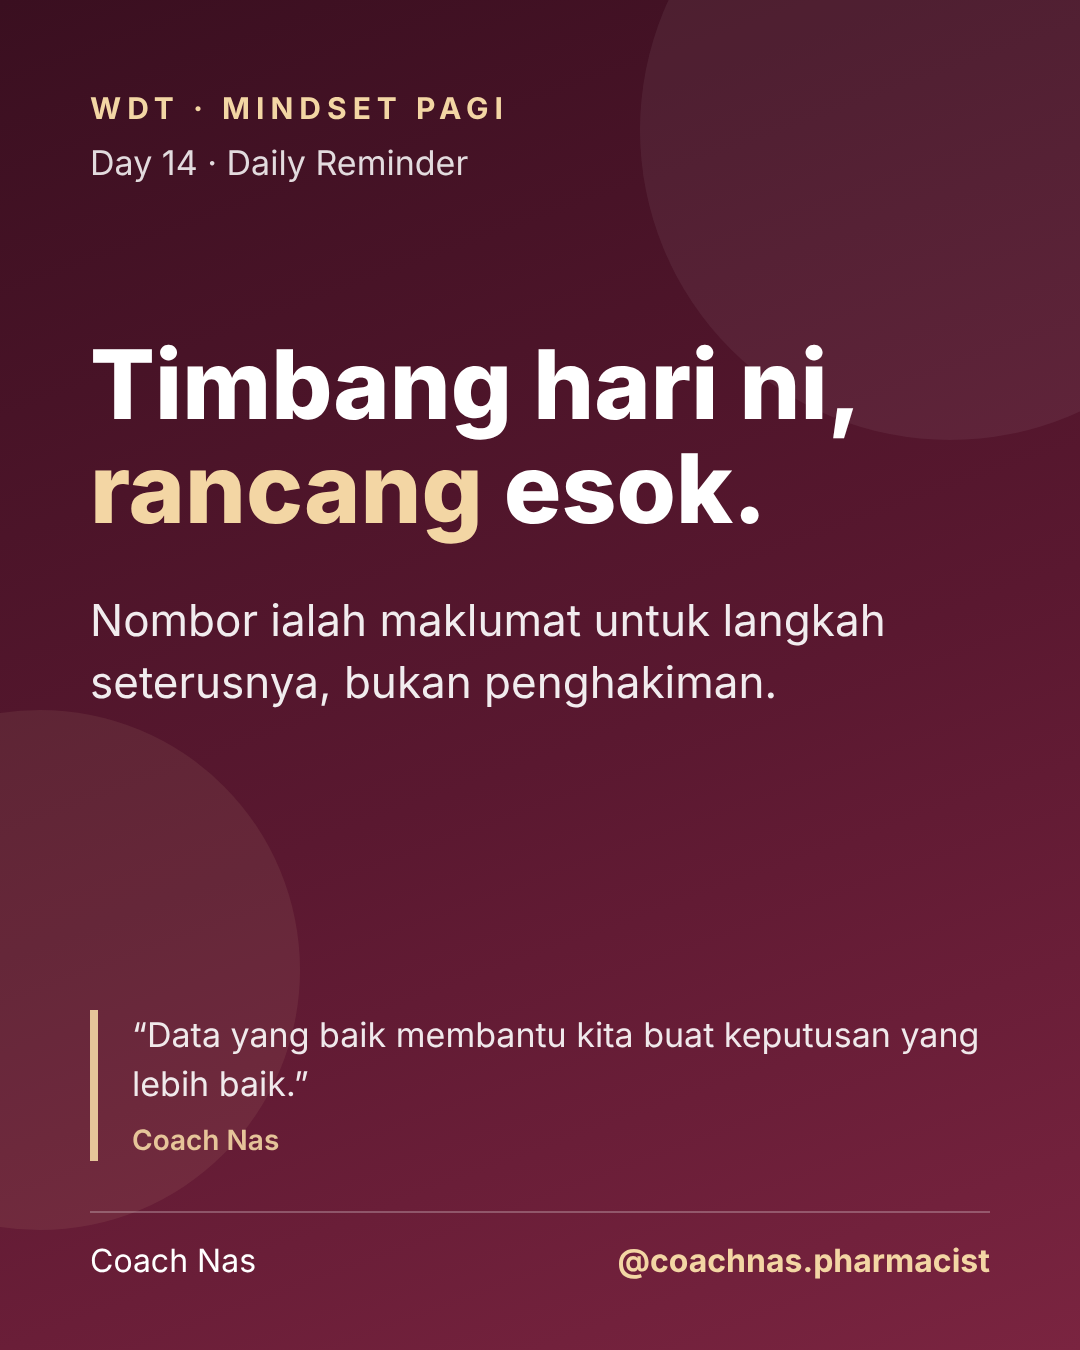 WDT · MINDSET PAGI
Day 14 · Daily Reminder
Timbang hari ni,
rancang esok.
Nombor ialah maklumat untuk langkah
seterusnya, bukan penghakiman.
“Data yang baik membantu kita buat keputusan yang
lebih baik.”
Coach Nas
Coach Nas
@coachnas.pharmacist